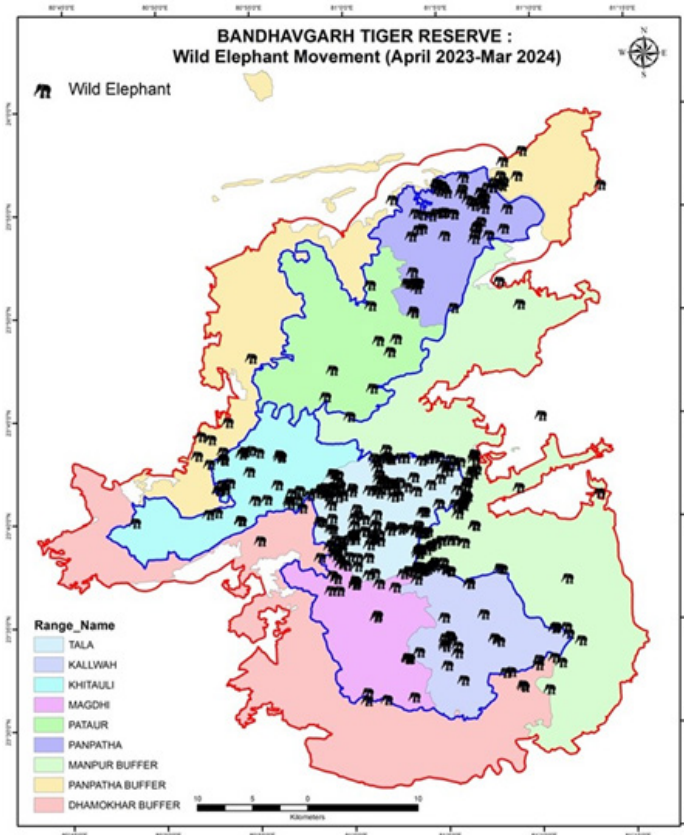 BANDHAVGARH TIGER RESERVE :
Wild Elephant Movement (April 2023-Mar 2024)
N
W E
S
Wild Elephant
Range_Name
TALA
KALLWAH
KHITAULI
MAGDHI
PATAUR
PANPATHA
MANPUR BUFFER
PANPATHA BUFFER
DHAMOKHAR BUFFER
10 5 0 10
Kilometers